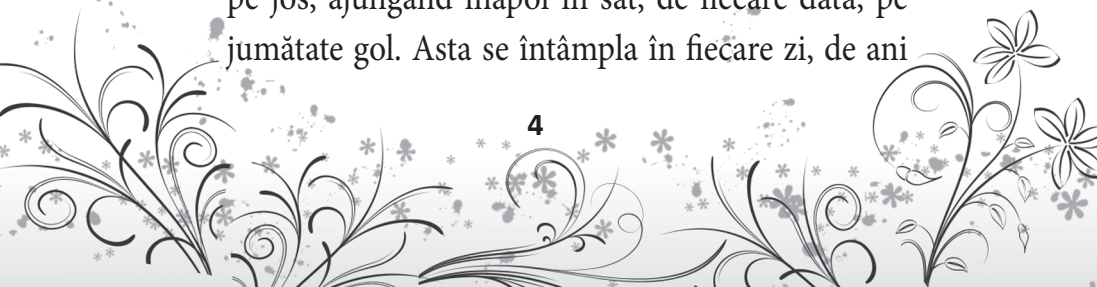 pe jos, ajungând înapoi în sat, de fiecare dată, pe
jumătate gol. Asta se întâmpla în fiecare zi, de ani
4